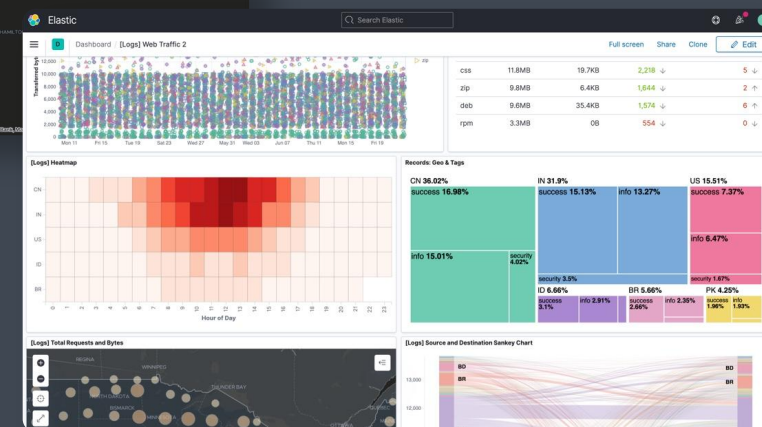 Elastic
Search Elastic
D
Dashboard
[Logs] Web Traffic 2
Full screen
Share
Clone
Edit
Transferred byt
12,000
10,000
8,000
6,000
4,000
2,000
0
Mon 11
Fri 15
Tue 19
Sat 23
Wed 27
May 31
Wed 03
Sun 07
Thu 11
Mon 15
Fri 19
css 11.8MB 19.7KB 2,218 5
zip 9.8MB 6.4KB 1,644 2
deb 9.6MB 35.4KB 1,574 6
rpm 3.3MB 0B 554 0
[Logs] Heatmap
CN
IN
US
ID
BR
0 1 2 3 4 5 6 7 8 9 10 11 12 13 14 15 16 17 18 19 20 21 22 23
Hour of Day
Records: Geo & Tags
CN 36.02%
success 16.98%
info 15.01%
security
4.02%
IN 31.9%
success 15.13%
info 13.27%
security 3.5%
US 15.51%
success 7.37%
info 6.47%
security 1.67%
ID 6.66%
success
3.1%
info 2.91%
BR 5.66%
success
2.66%
info 2.35%
PK 4.25%
success
1.96%
info
1.93%
[Logs] Total Requests and Bytes
REGINA
WINNIPEG
THUNDER BAY
NORTH DAKOTA
BISMARCK
OTTAWA
QUEBEC
[Logs] Source and Destination Sankey Chart
13,000
12,000
BD
BR
BD
BR